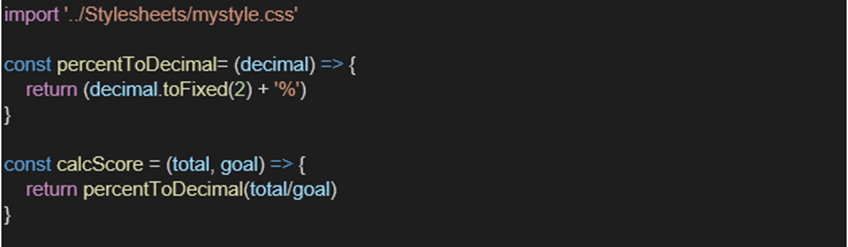 import '../Stylesheets/mystyle.css'
const percentToDecimal= (decimal) => {
return (decimal.toFixed(2) + '%')
}
const calcScore = (total, goal) => {
return percentToDecimal(total/goal)
}